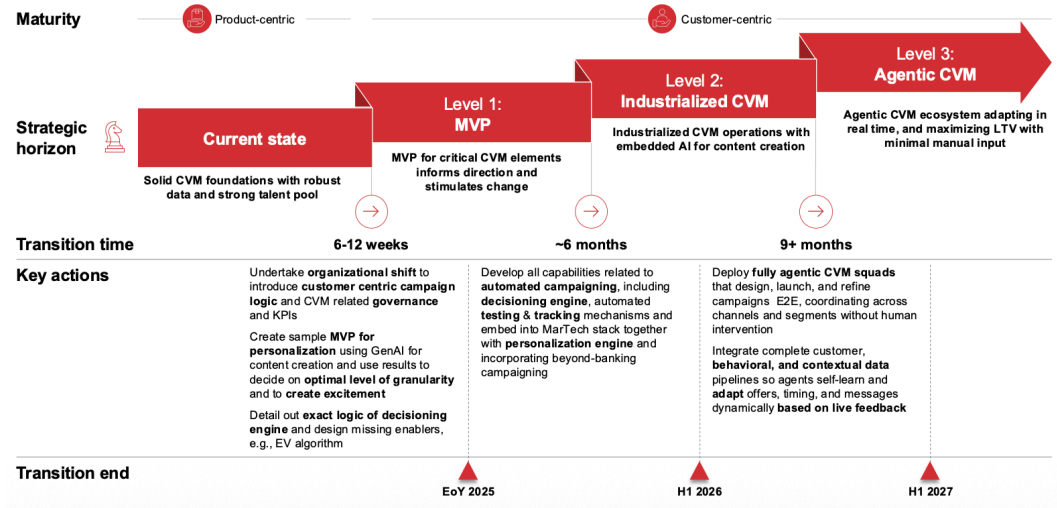 Maturity
Product-centric
Customer-centric
Strategic
horizon
Current state
Solid CVM foundations with robust
data and strong talent pool
Level 1:
MVP
MVP for critical CVM elements
informs direction and
stimulates change
Level 2:
Industrialized CVM
Industrialized CVM operations with
embedded AI for content creation
Level 3:
Agentic CVM
Agentic CVM ecosystem adapting in
real time, and maximizing LTV with
minimal manual input
Transition time
6-12 weeks
~6 months
9+ months
Key actions
Undertake organizational shift to
introduce customer centric campaign
logic and CVM related governance
and KPIs
Create sample MVP for
personalization using GenAI for
content creation and use results to
decide on optimal level of granularity
and to create excitement
Detail out exact logic of decisioning
engine and design missing enablers,
e.g., EV algorithm
Develop all capabilities related to
automated campaigning, including
decisioning engine, automated
testing & tracking mechanisms and
embed into MarTech stack together
with personalization engine and
incorporating beyond-banking
campaigning
Deploy fully agentic CVM squads
that design, launch, and refine
campaigns E2E, coordinating across
channels and segments without human
intervention
Integrate complete customer,
behavioral, and contextual data
pipelines so agents self-learn and
adapt offers, timing, and messages
dynamically based on live feedback
Transition end
EoY 2025
H1 2026
H1 2027